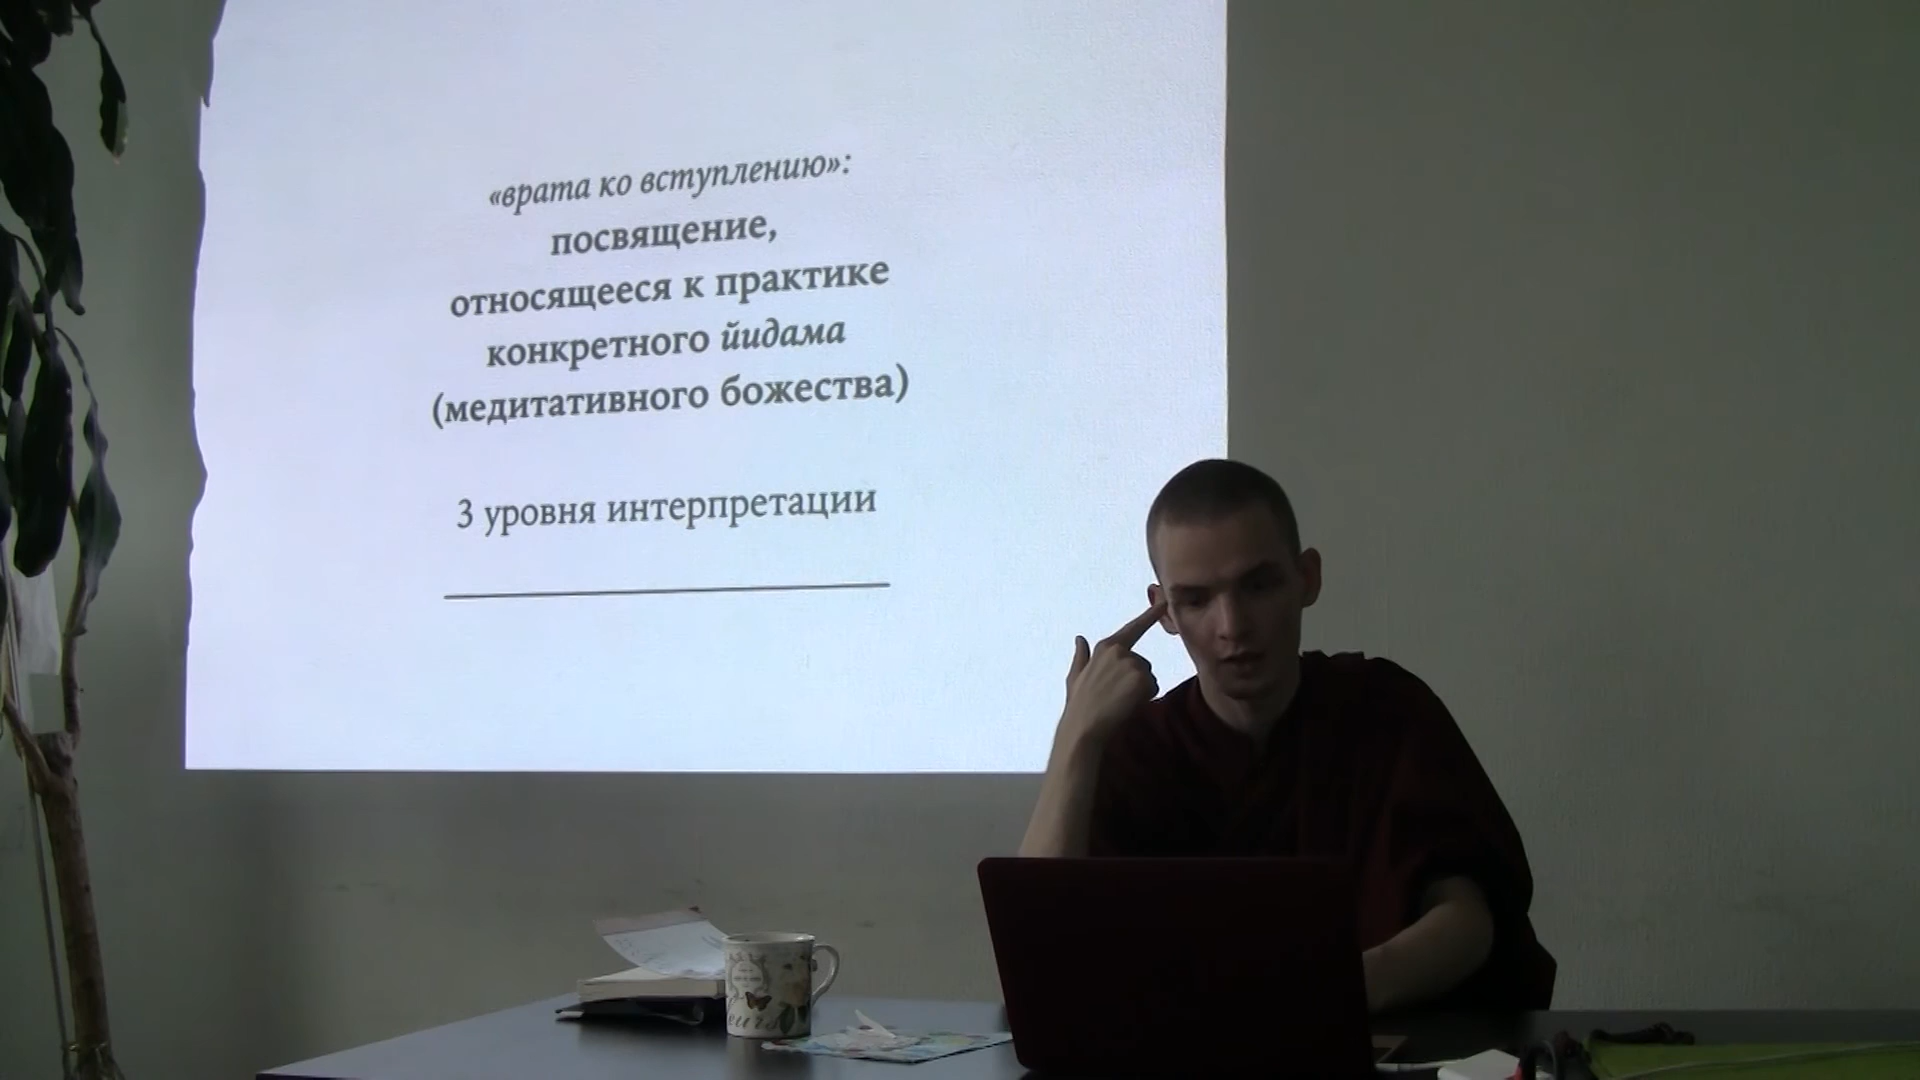 «врата ко вступлению»:
посвящение,
относящееся к практике
конкретного йидама
(медитативного божества)
3 уровня интерпретации